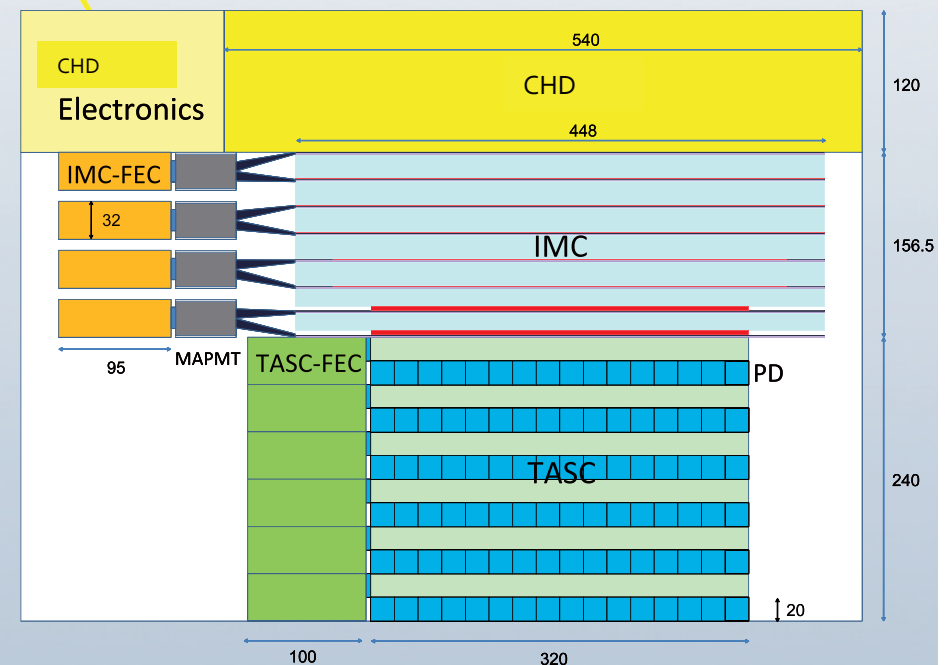 540
CHD
CHD
120
Electronics
448
IMC-FEC
32
IMC
156.5
95
MAPMT
TASC-FEC
PD
TASC
240
20
100
320